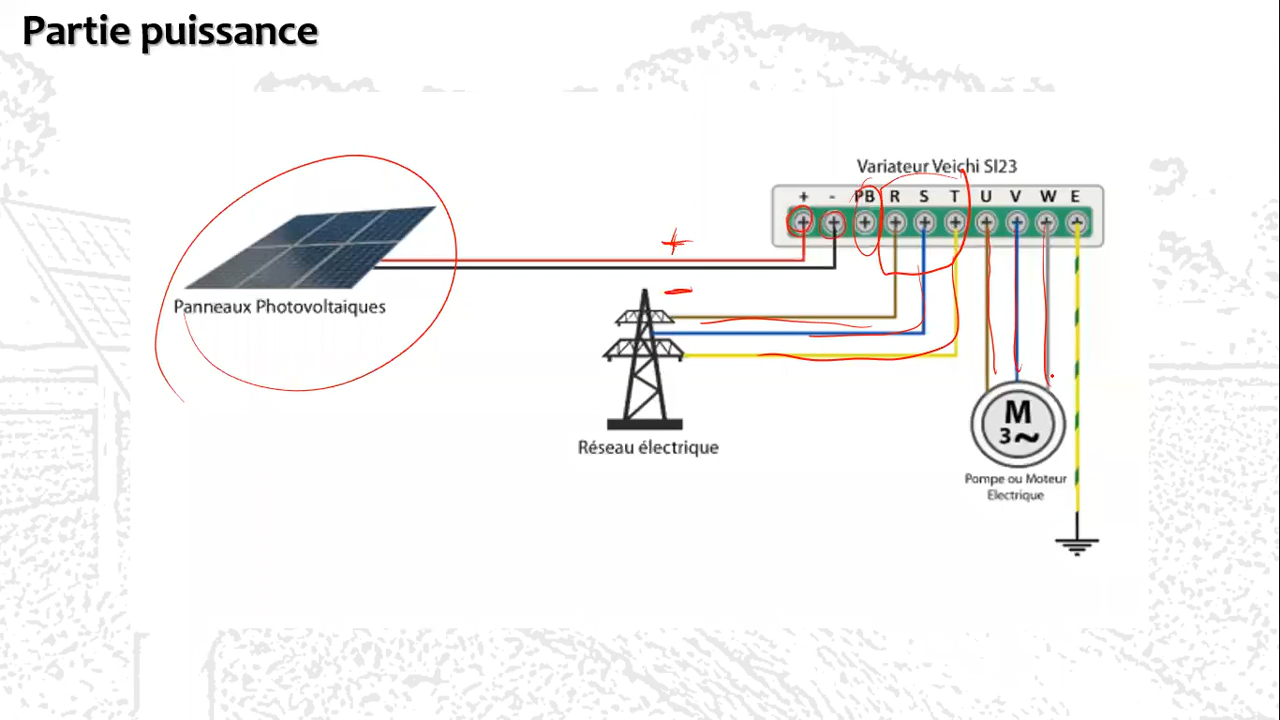 Partie puissance
Variateur Veichi SI23
+ - PB R S T U V W E
+
-
Panneaux Photovoltaiques
Réseau électrique
M
3~
Pompe ou Moteur
Electrique